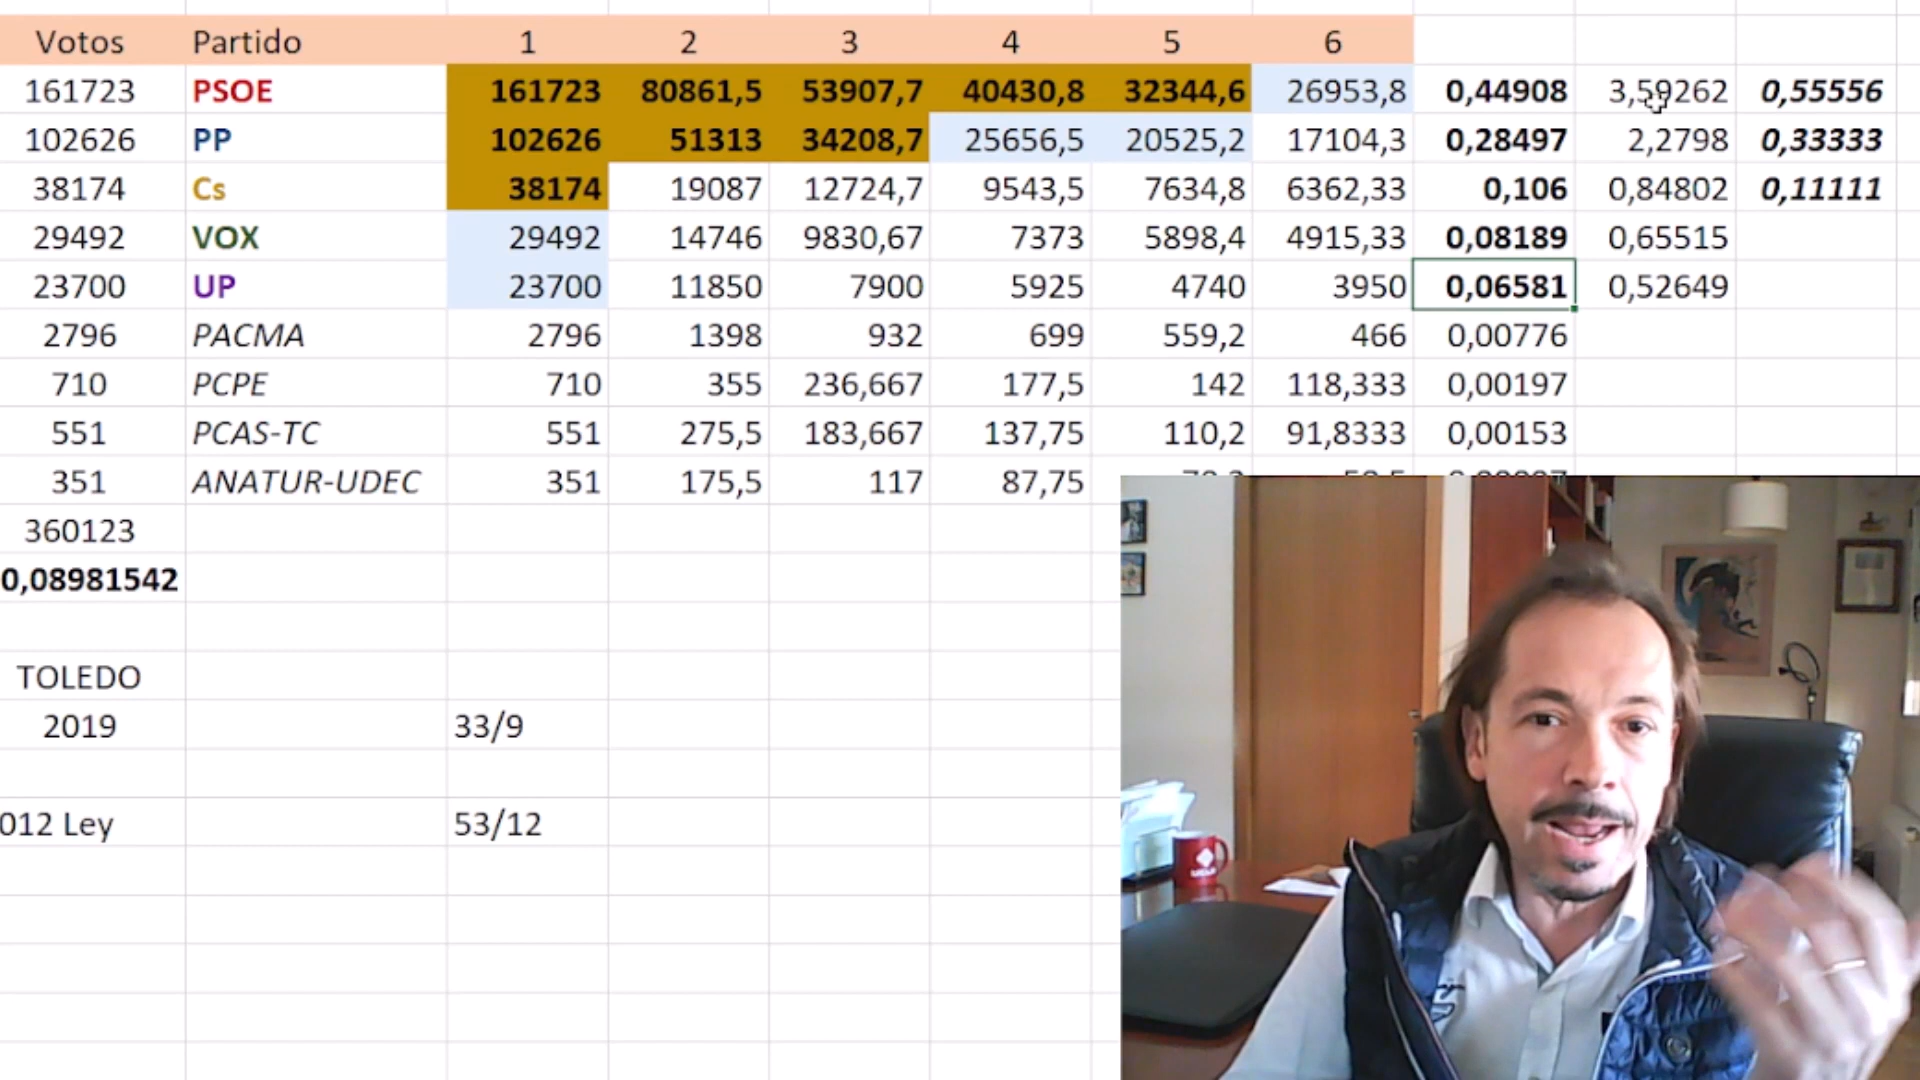 Votos Partido 1 2 3 4 5 6
161723 PSOE 161723 80861,5 53907,7 40430,8 32344,6 26953,8 0,44908 3,59262 0,55556
102626 PP 102626 51313 34208,7 25656,5 20525,2 17104,3 0,28497 2,2798 0,33333
38174 Cs 38174 19087 12724,7 9543,5 7634,8 6362,33 0,106 0,84802 0,11111
29492 VOX 29492 14746 9830,67 7373 5898,4 4915,33 0,08189 0,65515
23700 UP 23700 11850 7900 5925 4740 3950 0,06581 0,52649
2796 PACMA 2796 1398 932 699 559,2 466 0,00776
710 PCPE 710 355 236,667 177,5 142 118,333 0,00197
551 PCAS-TC 551 275,5 183,667 137,75 110,2 91,8333 0,00153
351 ANATUR-UDEC 351 175,5 117 87,75
360123
0,08981542
TOLEDO
2019 33/9
012 Ley 53/12